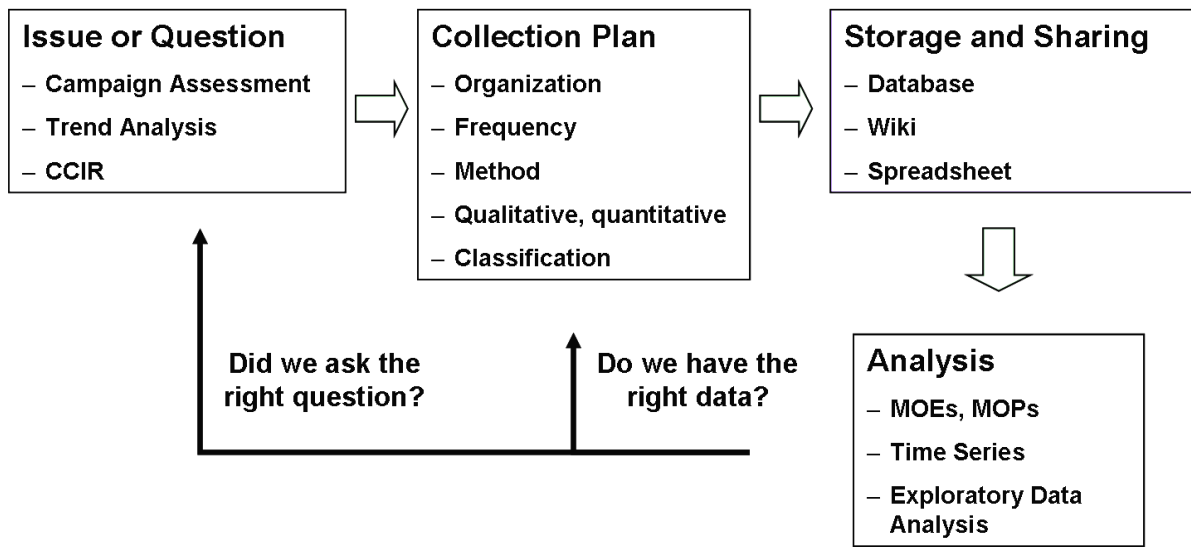 Issue or Question
– Campaign Assessment
– Trend Analysis
– CCIR
Collection Plan
– Organization
– Frequency
– Method
– Qualitative, quantitative
– Classification
Storage and Sharing
– Database
– Wiki
– Spreadsheet
Did we ask the
right question?
Do we have the
right data?
Analysis
– MOEs, MOPs
– Time Series
– Exploratory Data
Analysis